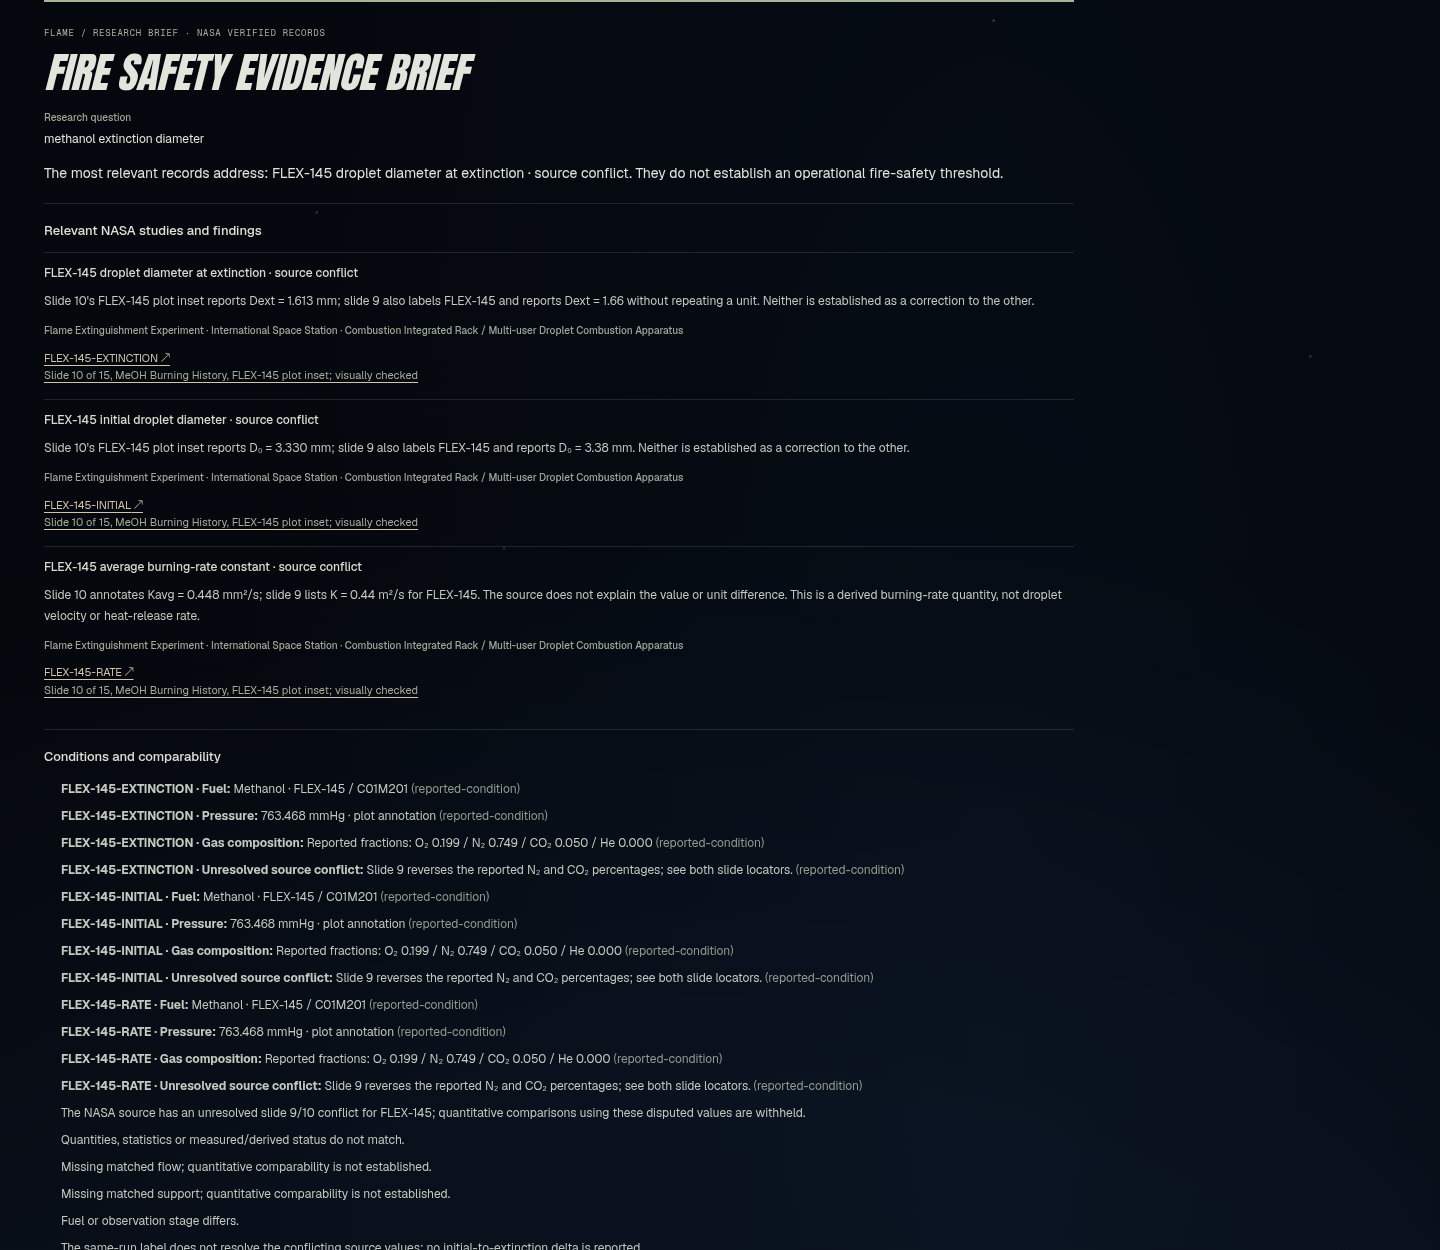 FLAME / RESEARCH BRIEF · NASA VERIFIED RECORDS
FIRE SAFETY EVIDENCE BRIEF
Research question
methanol extinction diameter
The most relevant records address: FLEX-145 droplet diameter at extinction · source conflict. They do not establish an operational fire-safety threshold.
Relevant NASA studies and findings
FLEX-145 droplet diameter at extinction · source conflict
Slide 10's FLEX-145 plot inset reports Dext = 1.613 mm; slide 9 also labels FLEX-145 and reports Dext = 1.66 without repeating a unit. Neither is established as a correction to the other.
Flame Extinguishment Experiment · International Space Station · Combustion Integrated Rack / Multi-user Droplet Combustion Apparatus
FLEX-145-EXTINCTION ↗
Slide 10 of 15, MeOH Burning History, FLEX-145 plot inset; visually checked
FLEX-145 initial droplet diameter · source conflict
Slide 10's FLEX-145 plot inset reports D₀ = 3.330 mm; slide 9 also labels FLEX-145 and reports D₀ = 3.38 mm. Neither is established as a correction to the other.
Flame Extinguishment Experiment · International Space Station · Combustion Integrated Rack / Multi-user Droplet Combustion Apparatus
FLEX-145-INITIAL ↗
Slide 10 of 15, MeOH Burning History, FLEX-145 plot inset; visually checked
FLEX-145 average burning-rate constant · source conflict
Slide 10 annotates Kavg = 0.448 mm²/s; slide 9 lists K = 0.44 m²/s for FLEX-145. The source does not explain the value or unit difference. This is a derived burning-rate quantity, not droplet
velocity or heat-release rate.
Flame Extinguishment Experiment · International Space Station · Combustion Integrated Rack / Multi-user Droplet Combustion Apparatus
FLEX-145-RATE ↗
Slide 10 of 15, MeOH Burning History, FLEX-145 plot inset; visually checked
Conditions and comparability
FLEX-145-EXTINCTION · Fuel: Methanol · FLEX-145 / C01M201 (reported-condition)
FLEX-145-EXTINCTION · Pressure: 763.468 mmHg · plot annotation (reported-condition)
FLEX-145-EXTINCTION · Gas composition: Reported fractions: O₂ 0.199 / N₂ 0.749 / CO₂ 0.050 / He 0.000 (reported-condition)
FLEX-145-EXTINCTION · Unresolved source conflict: Slide 9 reverses the reported N₂ and CO₂ percentages; see both slide locators. (reported-condition)
FLEX-145-INITIAL · Fuel: Methanol · FLEX-145 / C01M201 (reported-condition)
FLEX-145-INITIAL · Pressure: 763.468 mmHg · plot annotation (reported-condition)
FLEX-145-INITIAL · Gas composition: Reported fractions: O₂ 0.199 / N₂ 0.749 / CO₂ 0.050 / He 0.000 (reported-condition)
FLEX-145-INITIAL · Unresolved source conflict: Slide 9 reverses the reported N₂ and CO₂ percentages; see both slide locators. (reported-condition)
FLEX-145-RATE · Fuel: Methanol · FLEX-145 / C01M201 (reported-condition)
FLEX-145-RATE · Pressure: 763.468 mmHg · plot annotation (reported-condition)
FLEX-145-RATE · Gas composition: Reported fractions: O₂ 0.199 / N₂ 0.749 / CO₂ 0.050 / He 0.000 (reported-condition)
FLEX-145-RATE · Unresolved source conflict: Slide 9 reverses the reported N₂ and CO₂ percentages; see both slide locators. (reported-condition)
The NASA source has an unresolved slide 9/10 conflict for FLEX-145; quantitative comparisons using these disputed values are withheld.
Quantities, statistics or measured/derived status do not match.
Missing matched flow; quantitative comparability is not established.
Missing matched support; quantitative comparability is not established.
Fuel or observation stage differs.
The same-run label does not resolve the conflicting source values; no initial-to-extinction delta is reported.